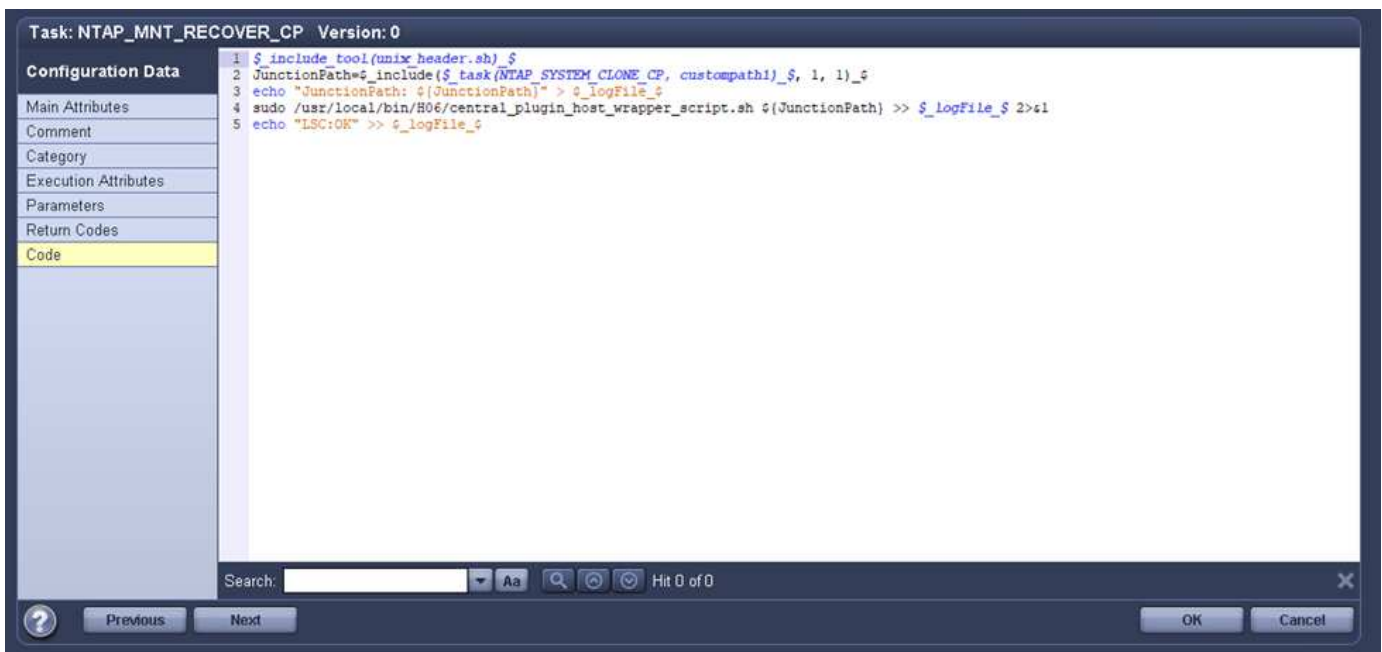 Task: NTAP_MNT_RECOVER_CP Version: 0
Configuration Data
Main Attributes
Comment
Category
Execution Attributes
Parameters
Return Codes
Code
1 $_include_tool(unix_header.sh)_$
2 JunctionPath=$_include($_task(NTAP_SYSTEM_CLONE_CP, custompath1)_$, 1, 1)_$
3 echo "JunctionPath: ${JunctionPath}" > $_logFile_$
4 sudo /usr/local/bin/H06/central_plugin_host_wrapper_script.sh ${JunctionPath} >> $_logFile_$ 2>&1
5 echo "LSC:OK" >> $_logFile_$
Search:
Aa
Hit 0 of 0
?
Previous
Next
OK
Cancel